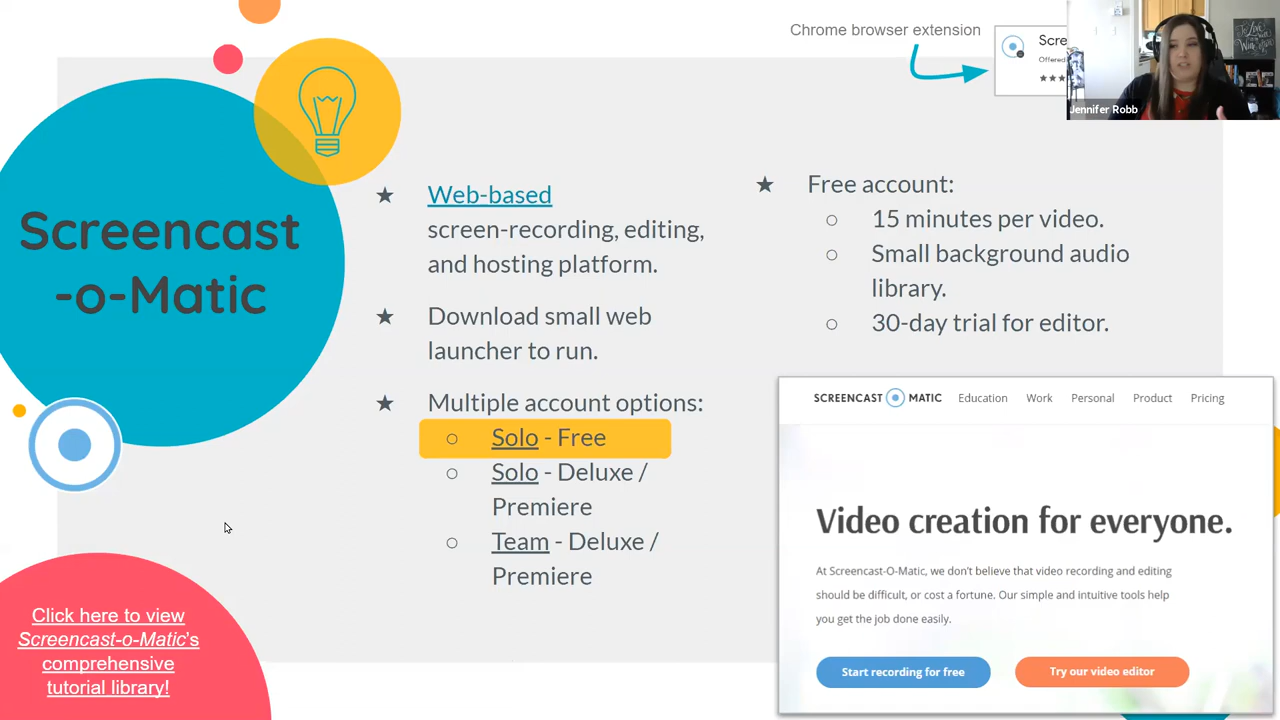 Chrome browser extension
Scre
Offered
Jennifer Robb
Screencast
-o-Matic
★ Web-based
screen-recording, editing,
and hosting platform.
★ Download small web
launcher to run.
★ Multiple account options:
○ Solo - Free
○ Solo - Deluxe /
Premiere
○ Team - Deluxe /
Premiere
★ Free account:
○ 15 minutes per video.
○ Small background audio
library.
○ 30-day trial for editor.
SCREENCAST MATIC Education Work Personal Product Pricing
Video creation for everyone.
At Screencast-O-Matic, we don't believe that video recording and editing
should be difficult, or cost a fortune. Our simple and intuitive tools help
you get the job done easily.
Start recording for free Try our video editor
Click here to view
Screencast-o-Matic's
comprehensive
tutorial library!